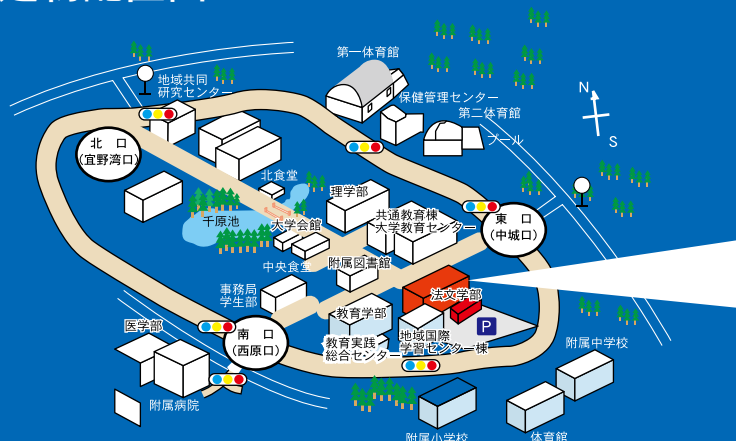 第一体育館
地域共同
研究センター
保健管理センター
第二体育館
プール
N
S
北 口
(宜野湾口)
北食堂
理学部
千原池
大学会館
共通教育棟
大学教育センター
東 口
(中城口)
中央食堂
附属図書館
事務局
学生部
法文学部
教育学部
医学部
南 口
(西原口)
教育実践
総合センター
地域国際
学習センター棟
P
附属中学校
附属病院
附属小学校
体育館